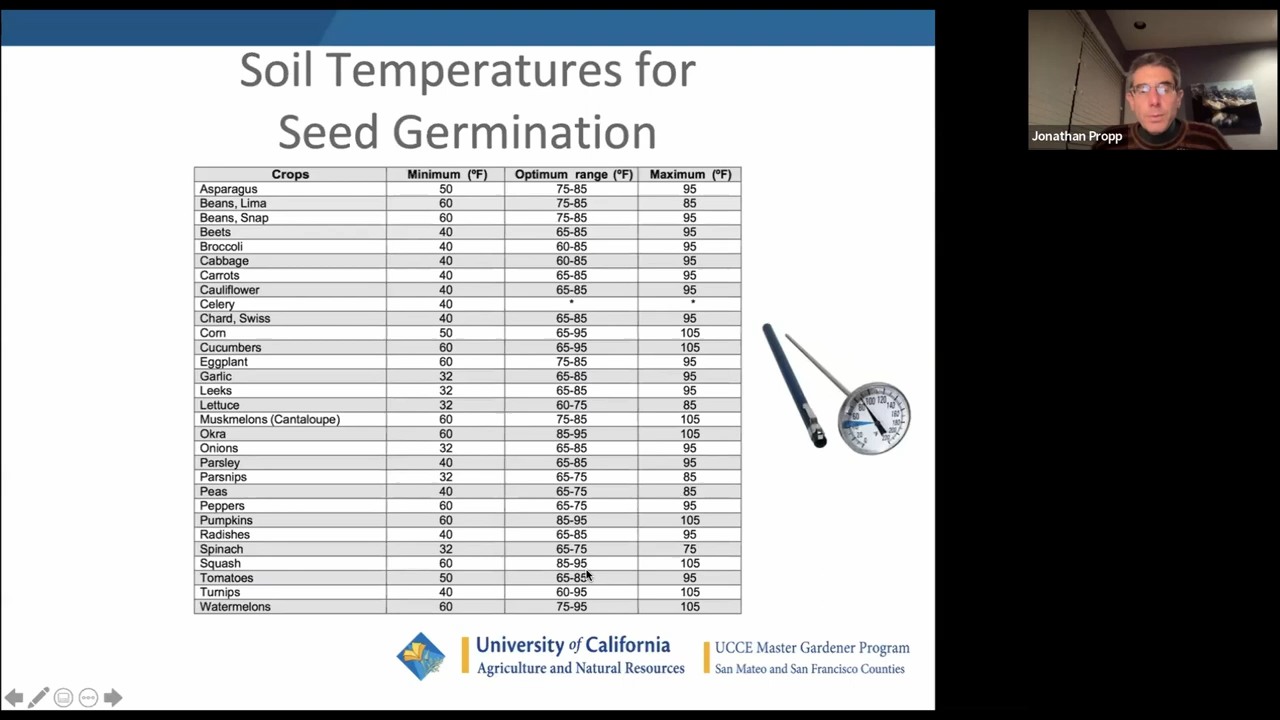 Soil Temperatures for
Seed Germination
Crops Minimum (ºF) Optimum range (ºF) Maximum (ºF)
Asparagus 50 75-85 95
Beans, Lima 60 75-85 85
Beans, Snap 60 75-85 95
Beets 40 65-85 95
Broccoli 40 60-85 95
Cabbage 40 60-85 95
Carrots 40 65-85 95
Cauliflower 40 65-85 95
Celery 40 * *
Chard, Swiss 40 65-85 95
Corn 50 65-95 105
Cucumbers 60 65-95 105
Eggplant 60 75-85 95
Garlic 32 65-85 95
Leeks 32 65-85 95
Lettuce 32 60-75 85
Muskmelons (Cantaloupe) 60 75-85 105
Okra 60 85-95 105
Onions 32 65-85 95
Parsley 40 65-85 95
Parsnips 32 65-75 85
Peas 40 65-75 85
Peppers 60 65-75 95
Pumpkins 60 85-95 105
Radishes 40 65-85 95
Spinach 32 65-75 75
Squash 60 85-95 105
Tomatoes 50 65-85 95
Turnips 40 60-95 105
Watermelons 60 75-95 105
University of California
Agriculture and Natural Resources
UCCE Master Gardener Program
San Mateo and San Francisco Counties
Jonathan Propp